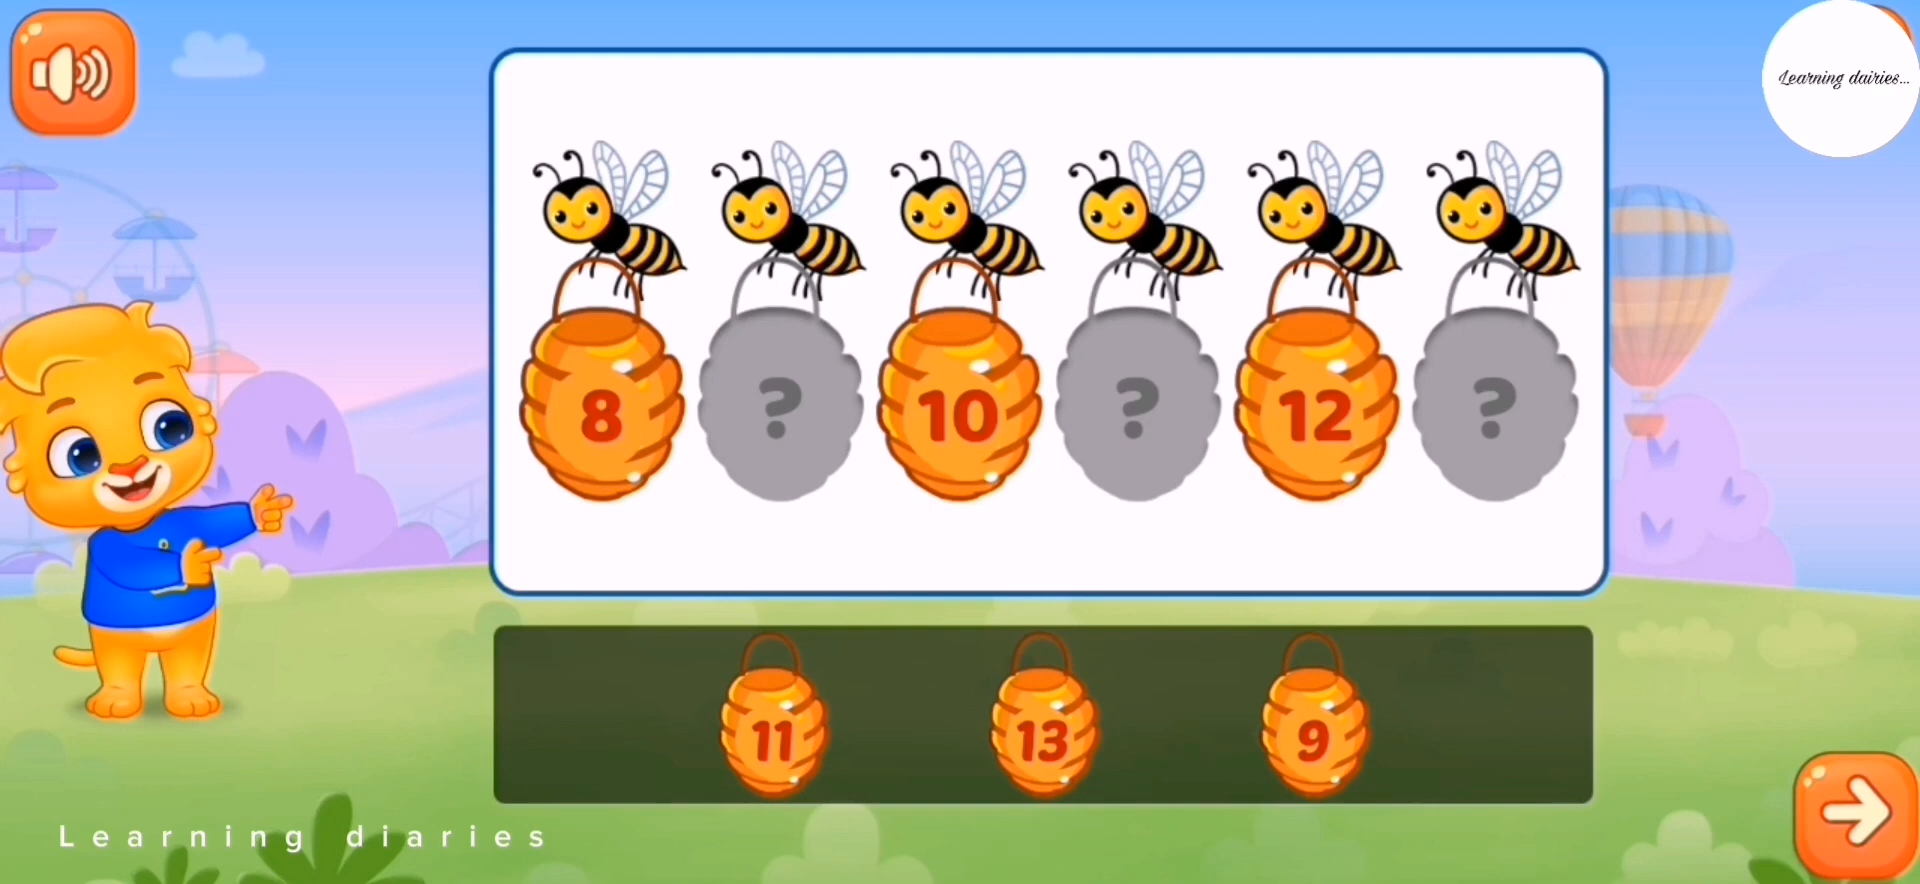 Learning dairies...
8 ? 10 ? 12 ?
11 13 9
Learning diaries